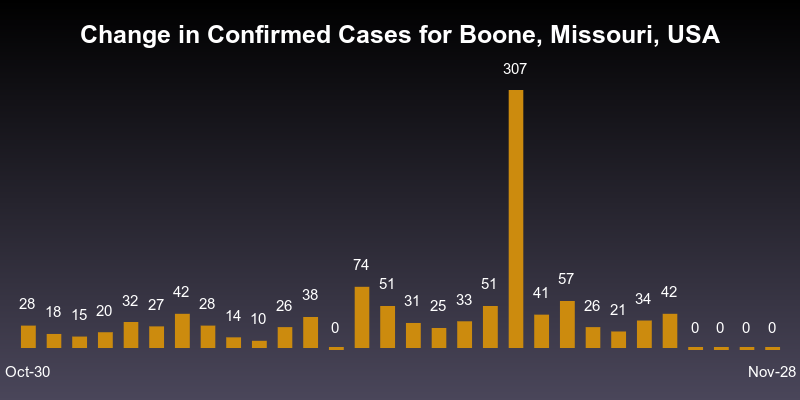 Change in Confirmed Cases for Boone, Missouri, USA
28 18 15 20 32 27 42 28 14 10 26 38 0 74 51 31 25 33 51 307 41 57 26 21 34 42 0 0 0 0
Oct-30 Nov-28